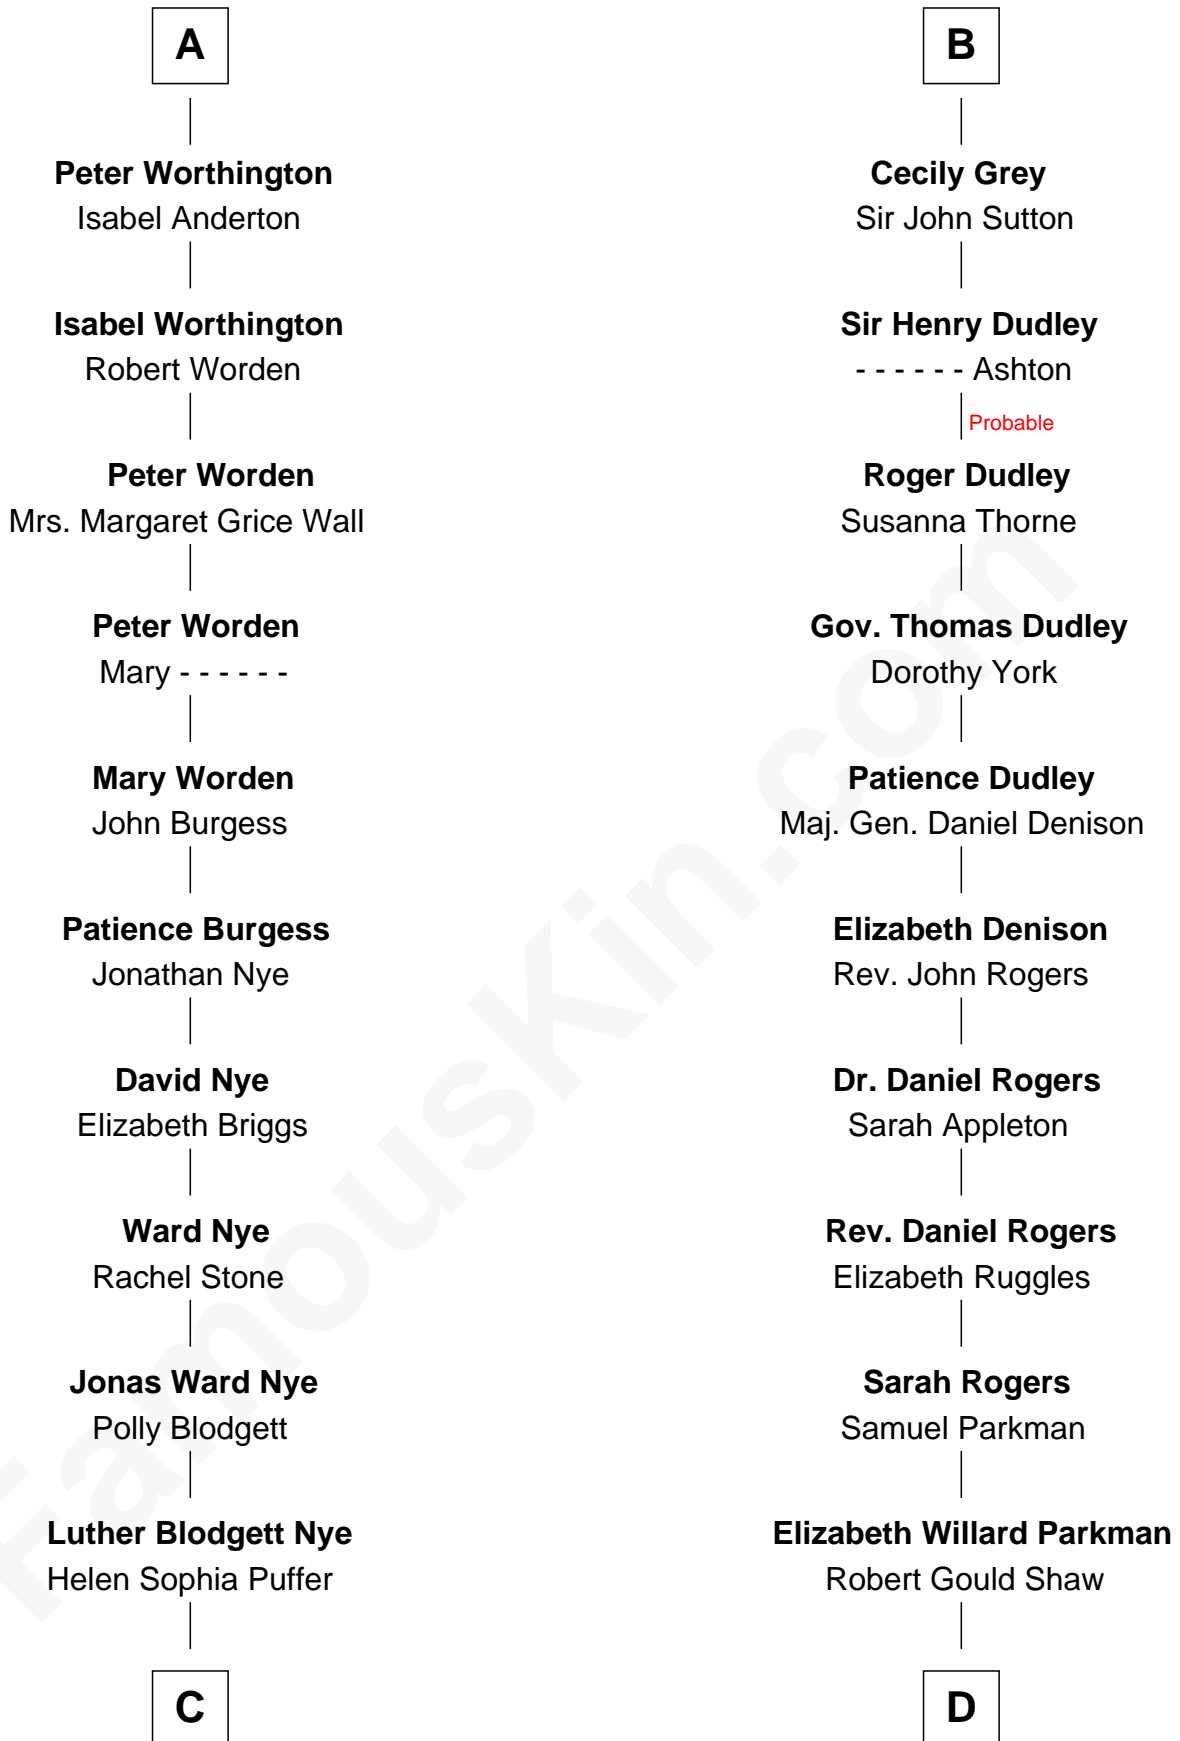 A
Peter Worthington
Isabel Anderton
Isabel Worthington
Robert Worden
Peter Worden
Mrs. Margaret Grice Wall
Peter Worden
Mary - - - - - -
Mary Worden
John Burgess
Patience Burgess
Jonathan Nye
David Nye
Elizabeth Briggs
Ward Nye
Rachel Stone
Jonas Ward Nye
Polly Blodgett
Luther Blodgett Nye
Helen Sophia Puffer
C
B
Cecily Grey
Sir John Sutton
Sir Henry Dudley
- - - - - - Ashton
Probable
Roger Dudley
Susanna Thorne
Gov. Thomas Dudley
Dorothy York
Patience Dudley
Maj. Gen. Daniel Denison
Elizabeth Denison
Rev. John Rogers
Dr. Daniel Rogers
Sarah Appleton
Rev. Daniel Rogers
Elizabeth Ruggles
Sarah Rogers
Samuel Parkman
Elizabeth Willard Parkman
Robert Gould Shaw
D
FamousKin.com